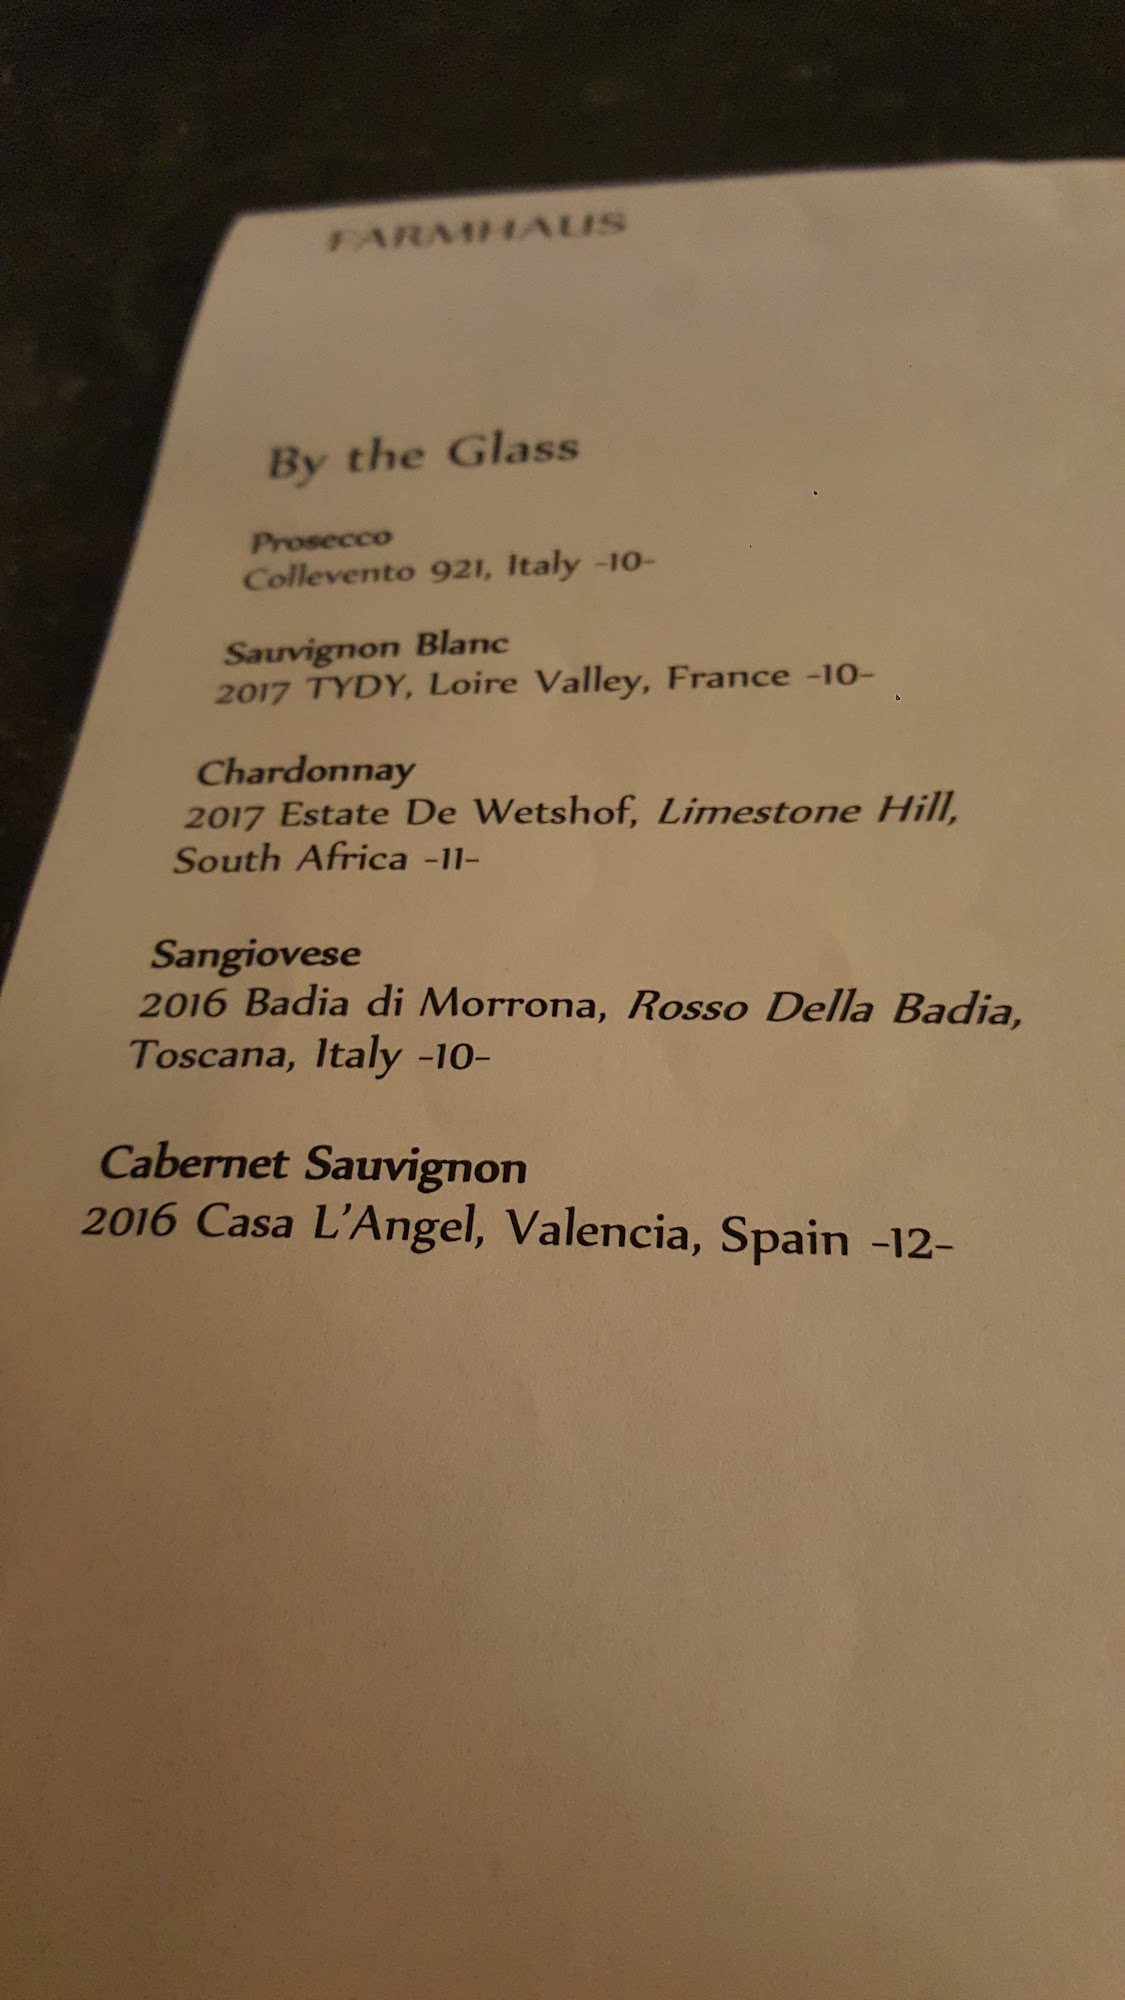 FARMHAUS
By the Glass
Prosecco
Collevento 921, Italy -10-
Sauvignon Blanc
2017 TYDY, Loire Valley, France -10-
Chardonnay
2017 Estate De Wetshof, Limestone Hill,
South Africa -11-
Sangiovese
2016 Badia di Morrona, Rosso Della Badia,
Toscana, Italy -10-
Cabernet Sauvignon
2016 Casa L'Angel, Valencia, Spain -12-